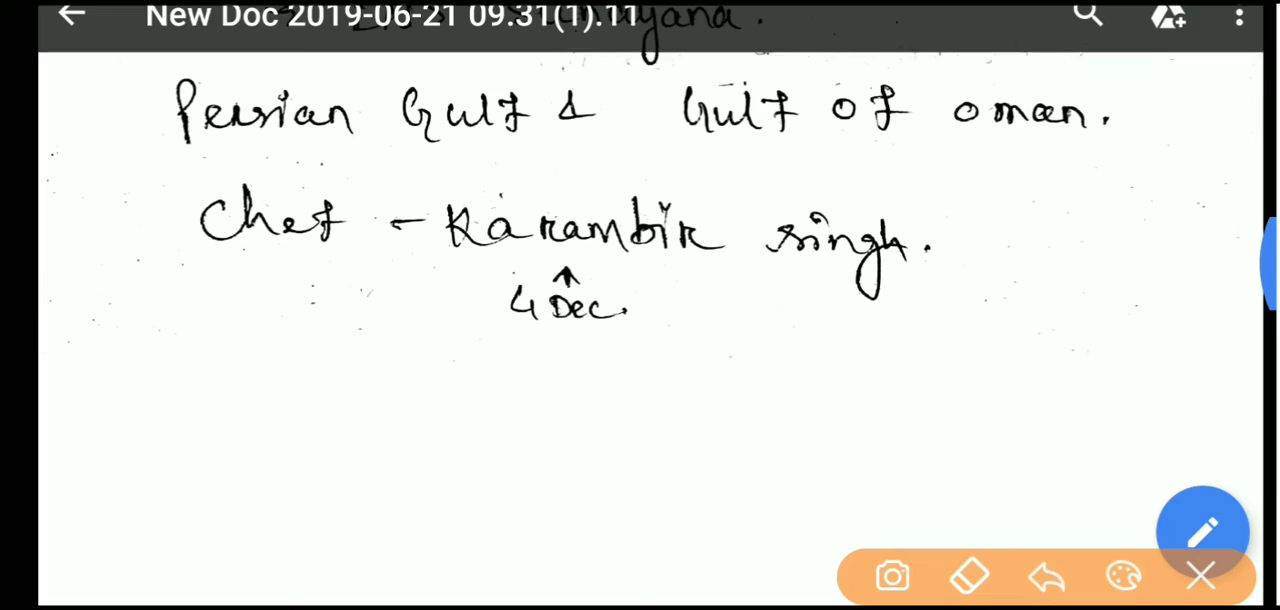 New Doc 2019-06-21 09.31(1).11
Persian Gulf & Gulf of oman.
Chef - Karambir singh.
4 Dec.